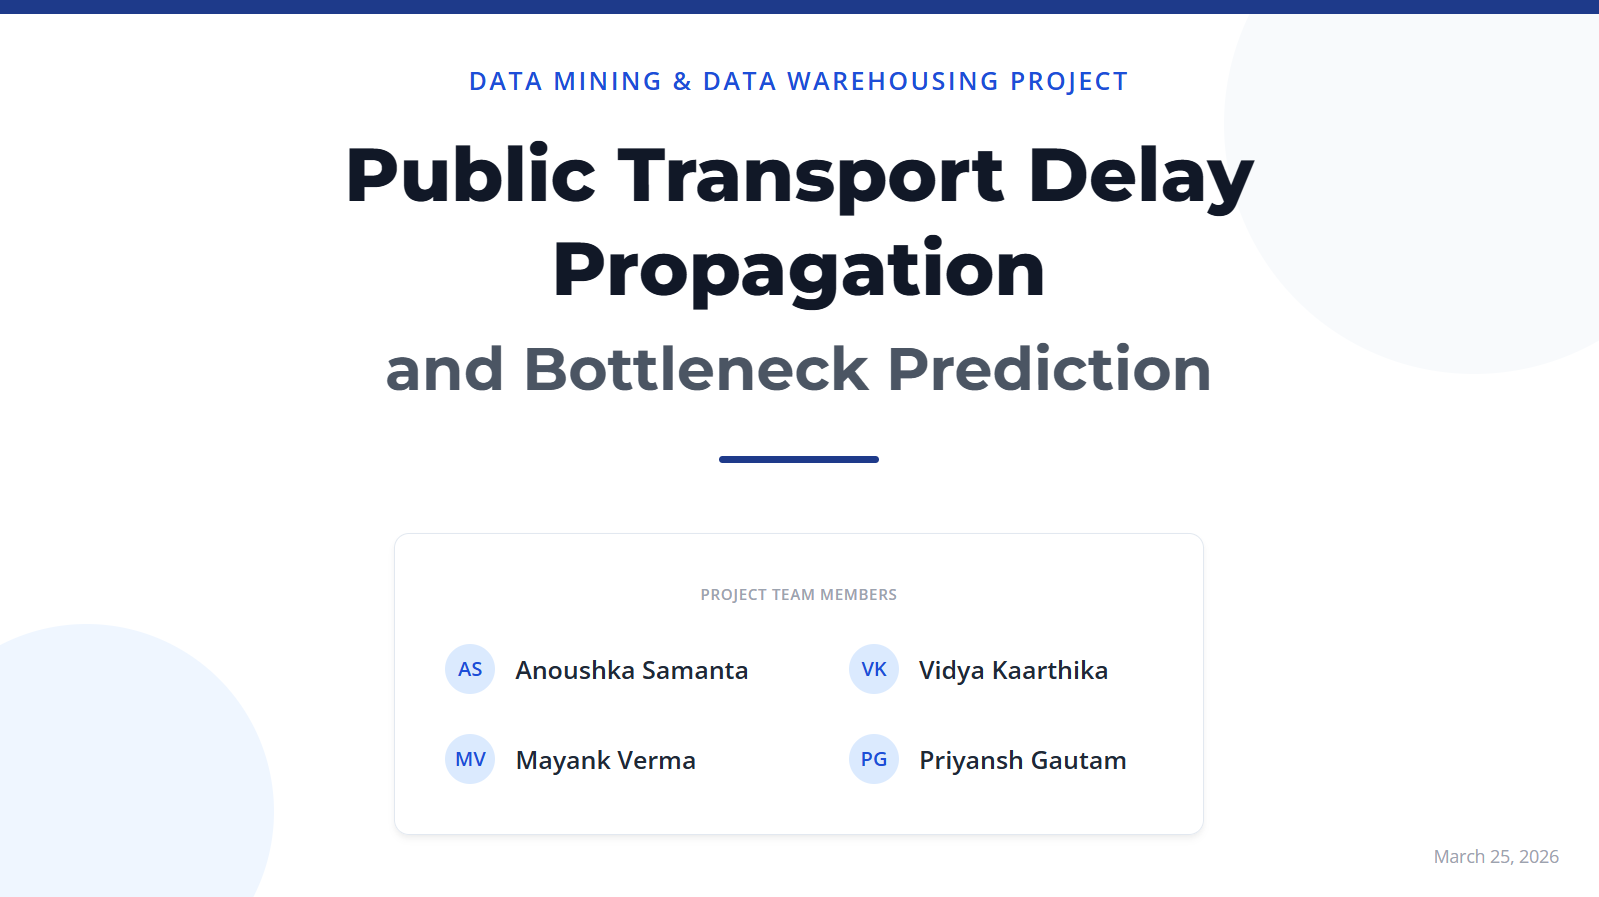 DATA MINING & DATA WAREHOUSING PROJECT
Public Transport Delay
Propagation
and Bottleneck Prediction
PROJECT TEAM MEMBERS
AS Anoushka Samanta
VK Vidya Kaarthika
MV Mayank Verma
PG Priyansh Gautam
March 25, 2026